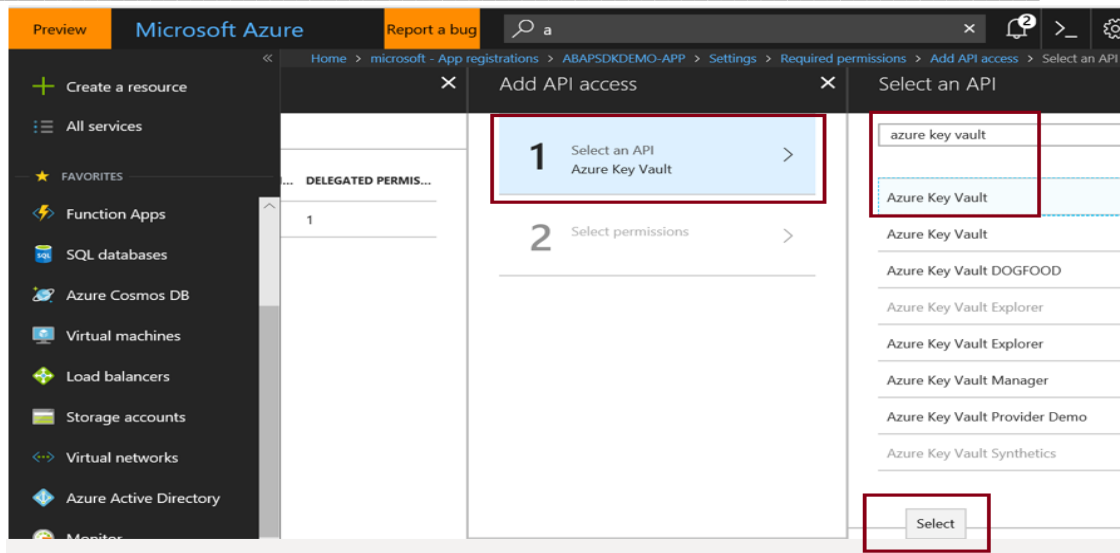 Preview
Microsoft Azure
Report a bug
a
2
Home > microsoft - App registrations > ABAPSDKDEMO-APP > Settings > Required permissions > Add API access > Select an API
Create a resource
All services
FAVORITES
Function Apps
SQL databases
Azure Cosmos DB
Virtual machines
Load balancers
Storage accounts
Virtual networks
Azure Active Directory
Monitor
... DELEGATED PERMIS...
1
Add API access
1
Select an API
Azure Key Vault
2
Select permissions
Select an API
azure key vault
Azure Key Vault
Azure Key Vault
Azure Key Vault DOGFOOD
Azure Key Vault Explorer
Azure Key Vault Explorer
Azure Key Vault Manager
Azure Key Vault Provider Demo
Azure Key Vault Synthetics
Select